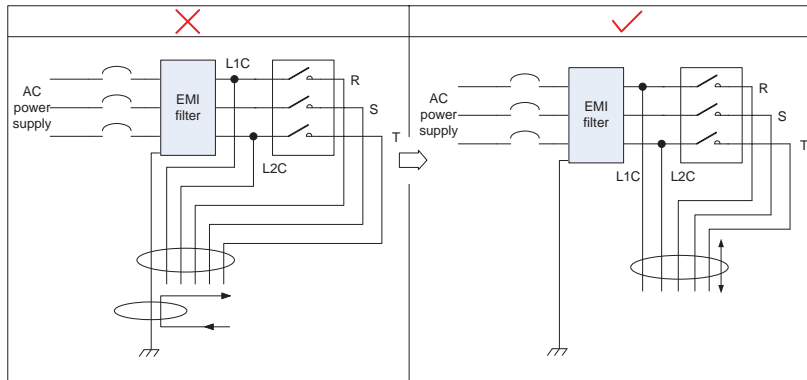 L1C
AC
power
supply
EMI
filter
R
S
T
L2C
AC
power
supply
EMI
filter
R
S
T
L1C
L2C